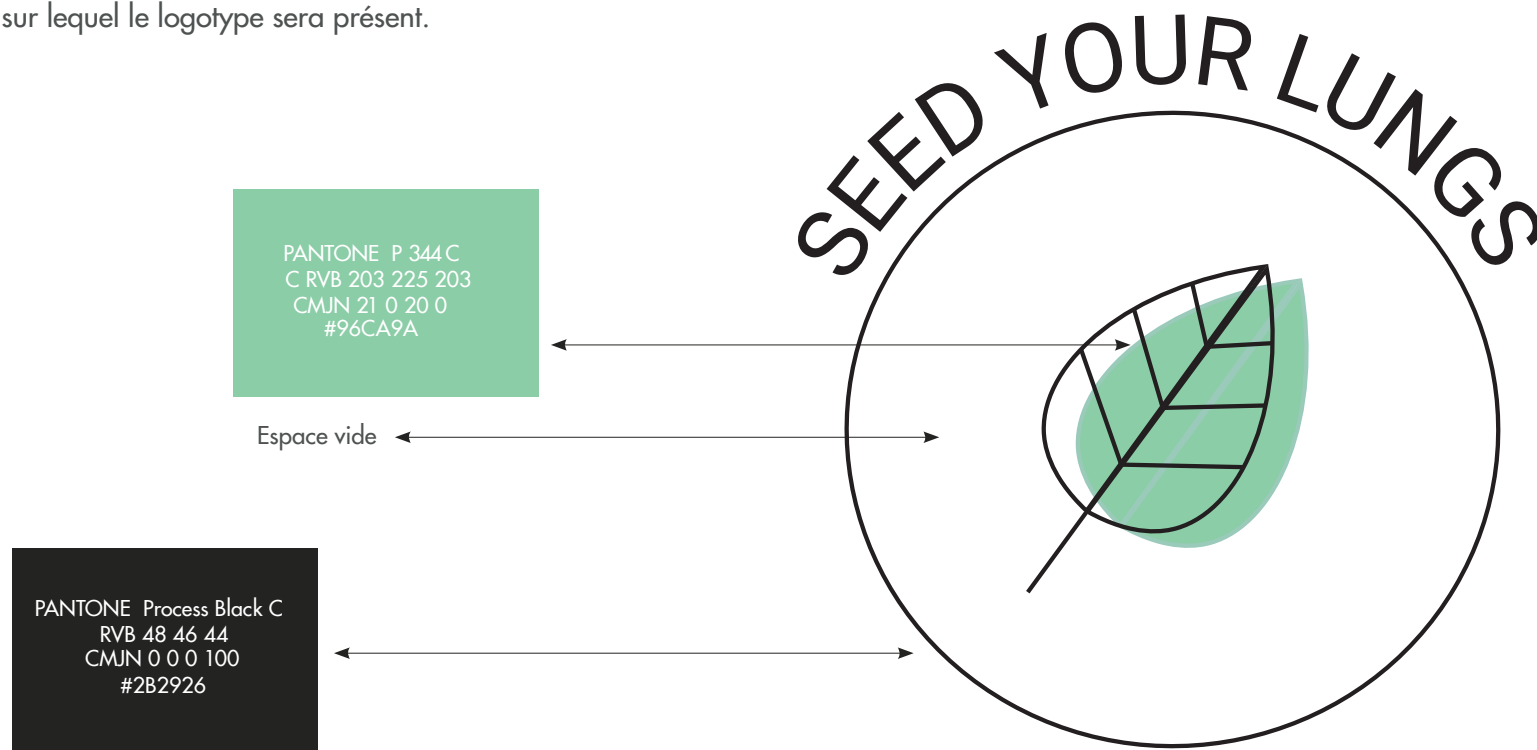 sur lequel le logotype sera présent.
SEED YOUR LUNGS
PANTONE P 344 C
C RVB 203 225 203
CMJN 21 0 20 0
#96CA9A
Espace vide
PANTONE Process Black C
RVB 48 46 44
CMJN 0 0 0 100
#2B2926